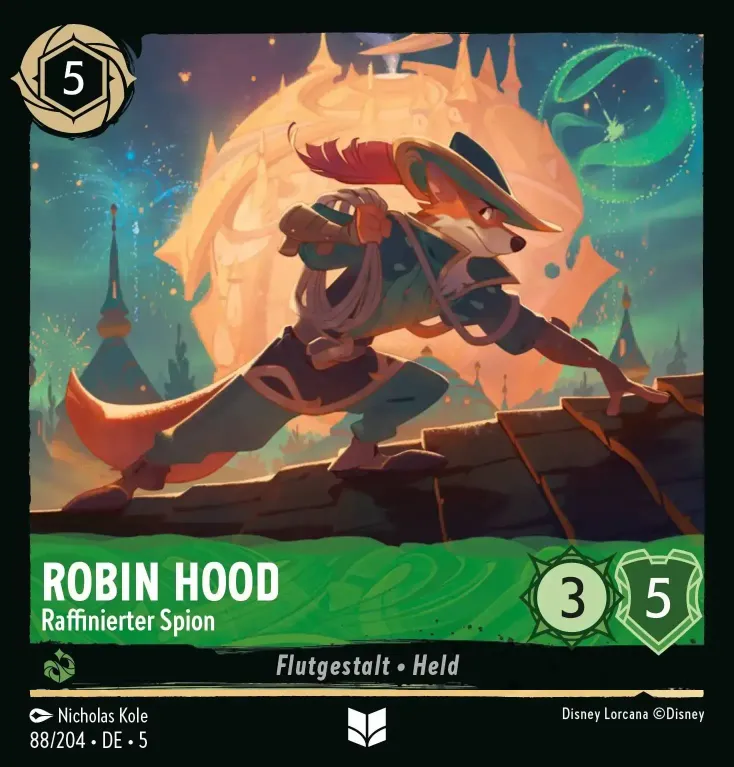 5
ROBIN HOOD
Raffinierter Spion
3
5
Flutgestalt • Held
Nicholas Kole
Disney Lorcana ©Disney
88/204 • DE • 5